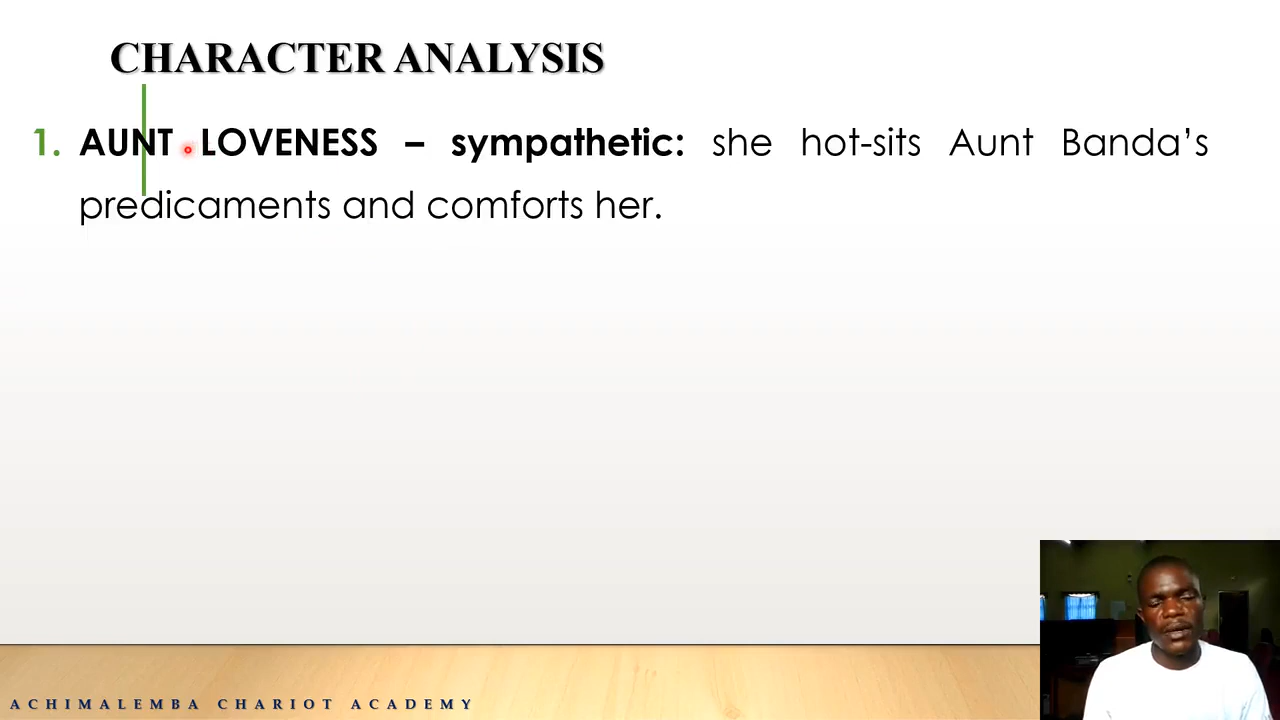 CHARACTER ANALYSIS
1. AUNT LOVENESS – sympathetic: she hot-sits Aunt Banda’s
predicaments and comforts her.
ACHIMALEMBA CHARIOT ACADEMY